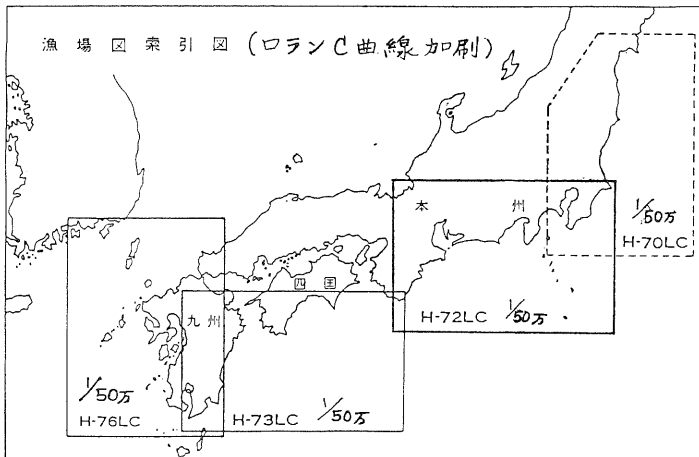 漁場図索引図(ロランC曲線加刷)
本州
1/50万
H-70LC
四国
H-72LC 1/50万
九州
1/50万
H-76LC
H-73LC 1/50万